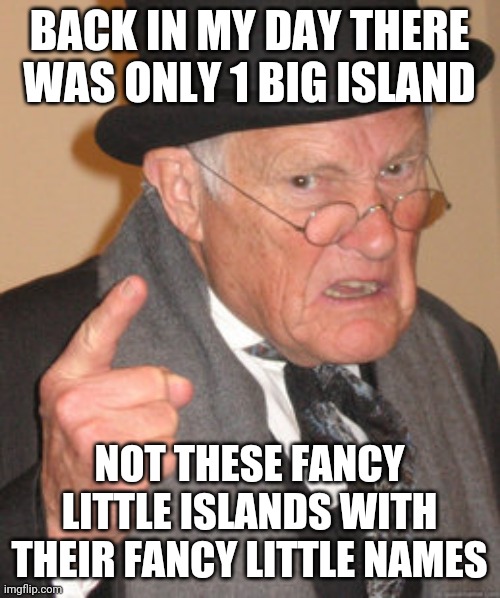 BACK IN MY DAY THERE
WAS ONLY 1 BIG ISLAND
NOT THESE FANCY
LITTLE ISLANDS WITH
THEIR FANCY LITTLE NAMES
imgflip.com